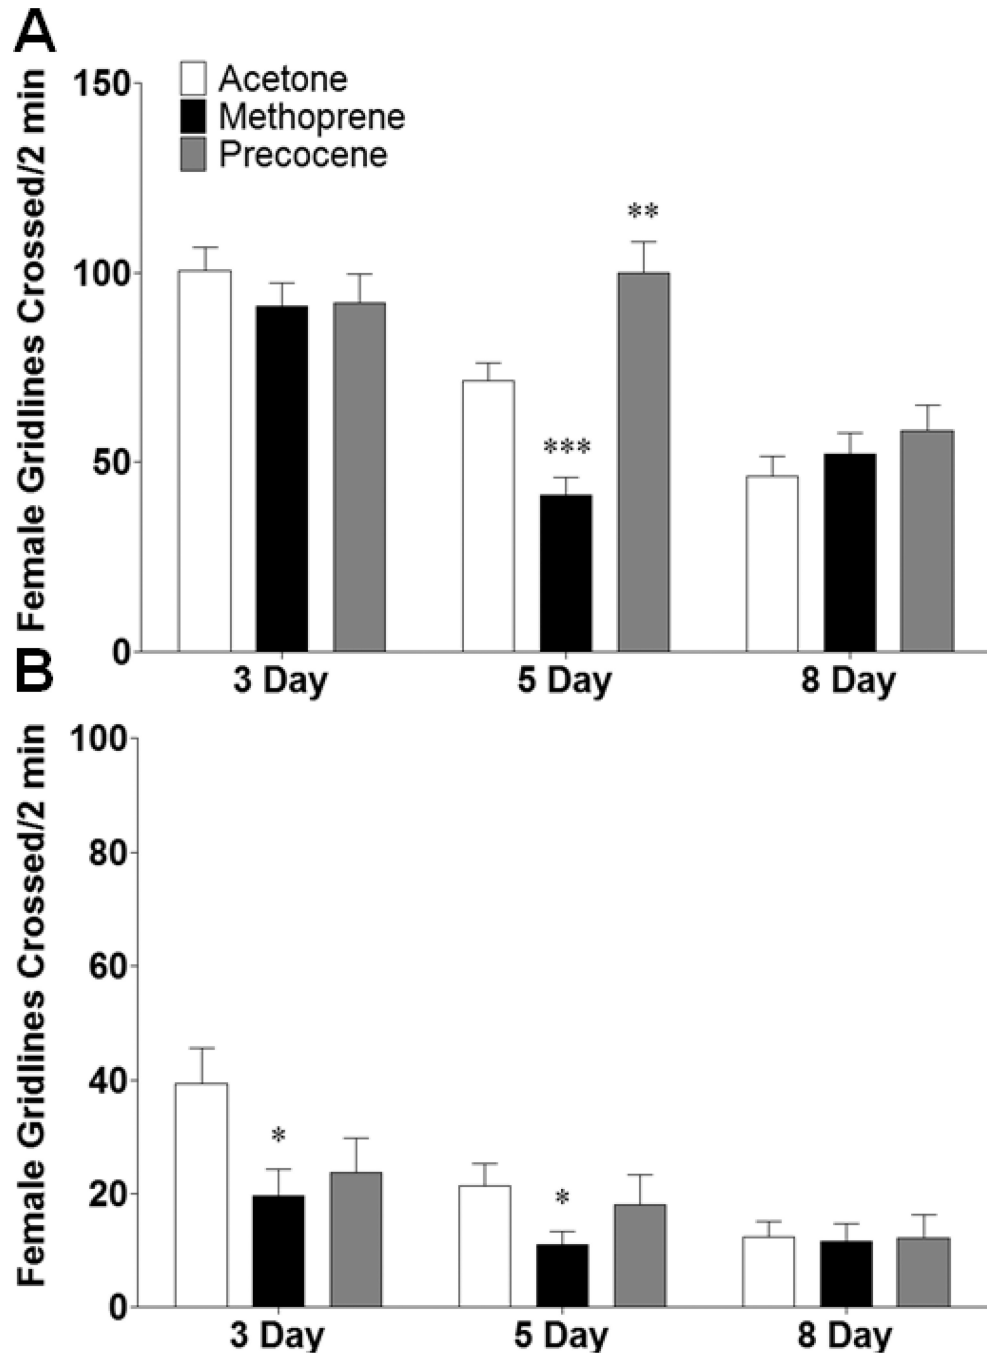 A
Female Gridlines Crossed/2 min
150
100
50
0
Acetone
Methoprene
Precocene
***
**
3 Day
5 Day
8 Day
B
Female Gridlines Crossed/2 min
100
80
60
40
20
0
*
*
3 Day
5 Day
8 Day